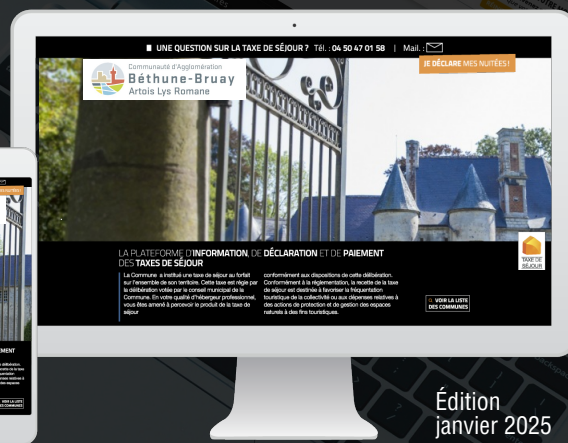 UNE QUESTION SUR LA TAXE DE SÉJOUR ? Tél. : 04 50 47 01 58 | Mail. :
JE DÉCLARE MES NUITÉES !
Communauté d'Agglomération
Béthune-Bruay
Artois Lys Romane
LA PLATEFORME D'INFORMATION, DE DÉCLARATION ET DE PAIEMENT
DES TAXES DE SÉJOUR
La Commune a institué une taxe de séjour au forfait
sur l'ensemble de son territoire. Cette taxe est régie par
la délibération votée par le conseil municipal de la
Commune. En votre qualité d'hébergeur professionnel,
vous êtes amené à percevoir le produit de la taxe de
séjour
conformément aux dispositions de cette délibération.
Conformément à la réglementation, la recette de la taxe
de séjour est destinée à favoriser la fréquentation
touristique de la collectivité ou aux dépenses relatives à
des actions de protection et de gestion des espaces
naturels à des fins touristiques.
TAXE DE
SÉJOUR
VOIR LA LISTE
DES COMMUNES
Édition
janvier 2025